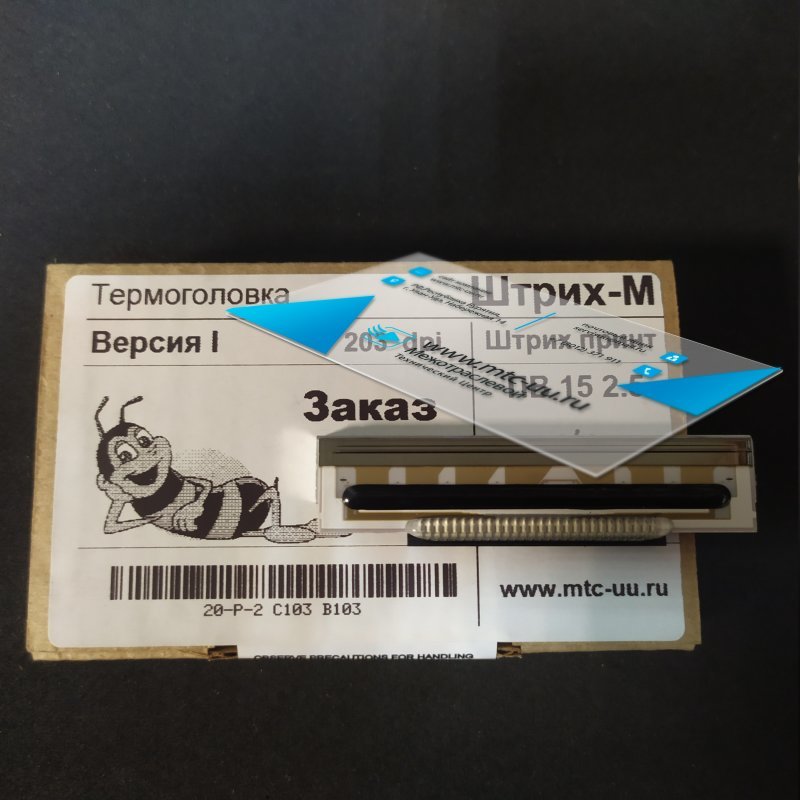 Термоголовка
Штрих-М
Версия I
203 dpi
Штрих принт
ПВ 15 2.5
Заказ
20-P-2 C103 B103
www.mtc-uu.ru
OBSERVE PRECAUTIONS FOR HANDLING
www.mtc-uu.ru
Межотраслевой
Технический Центр